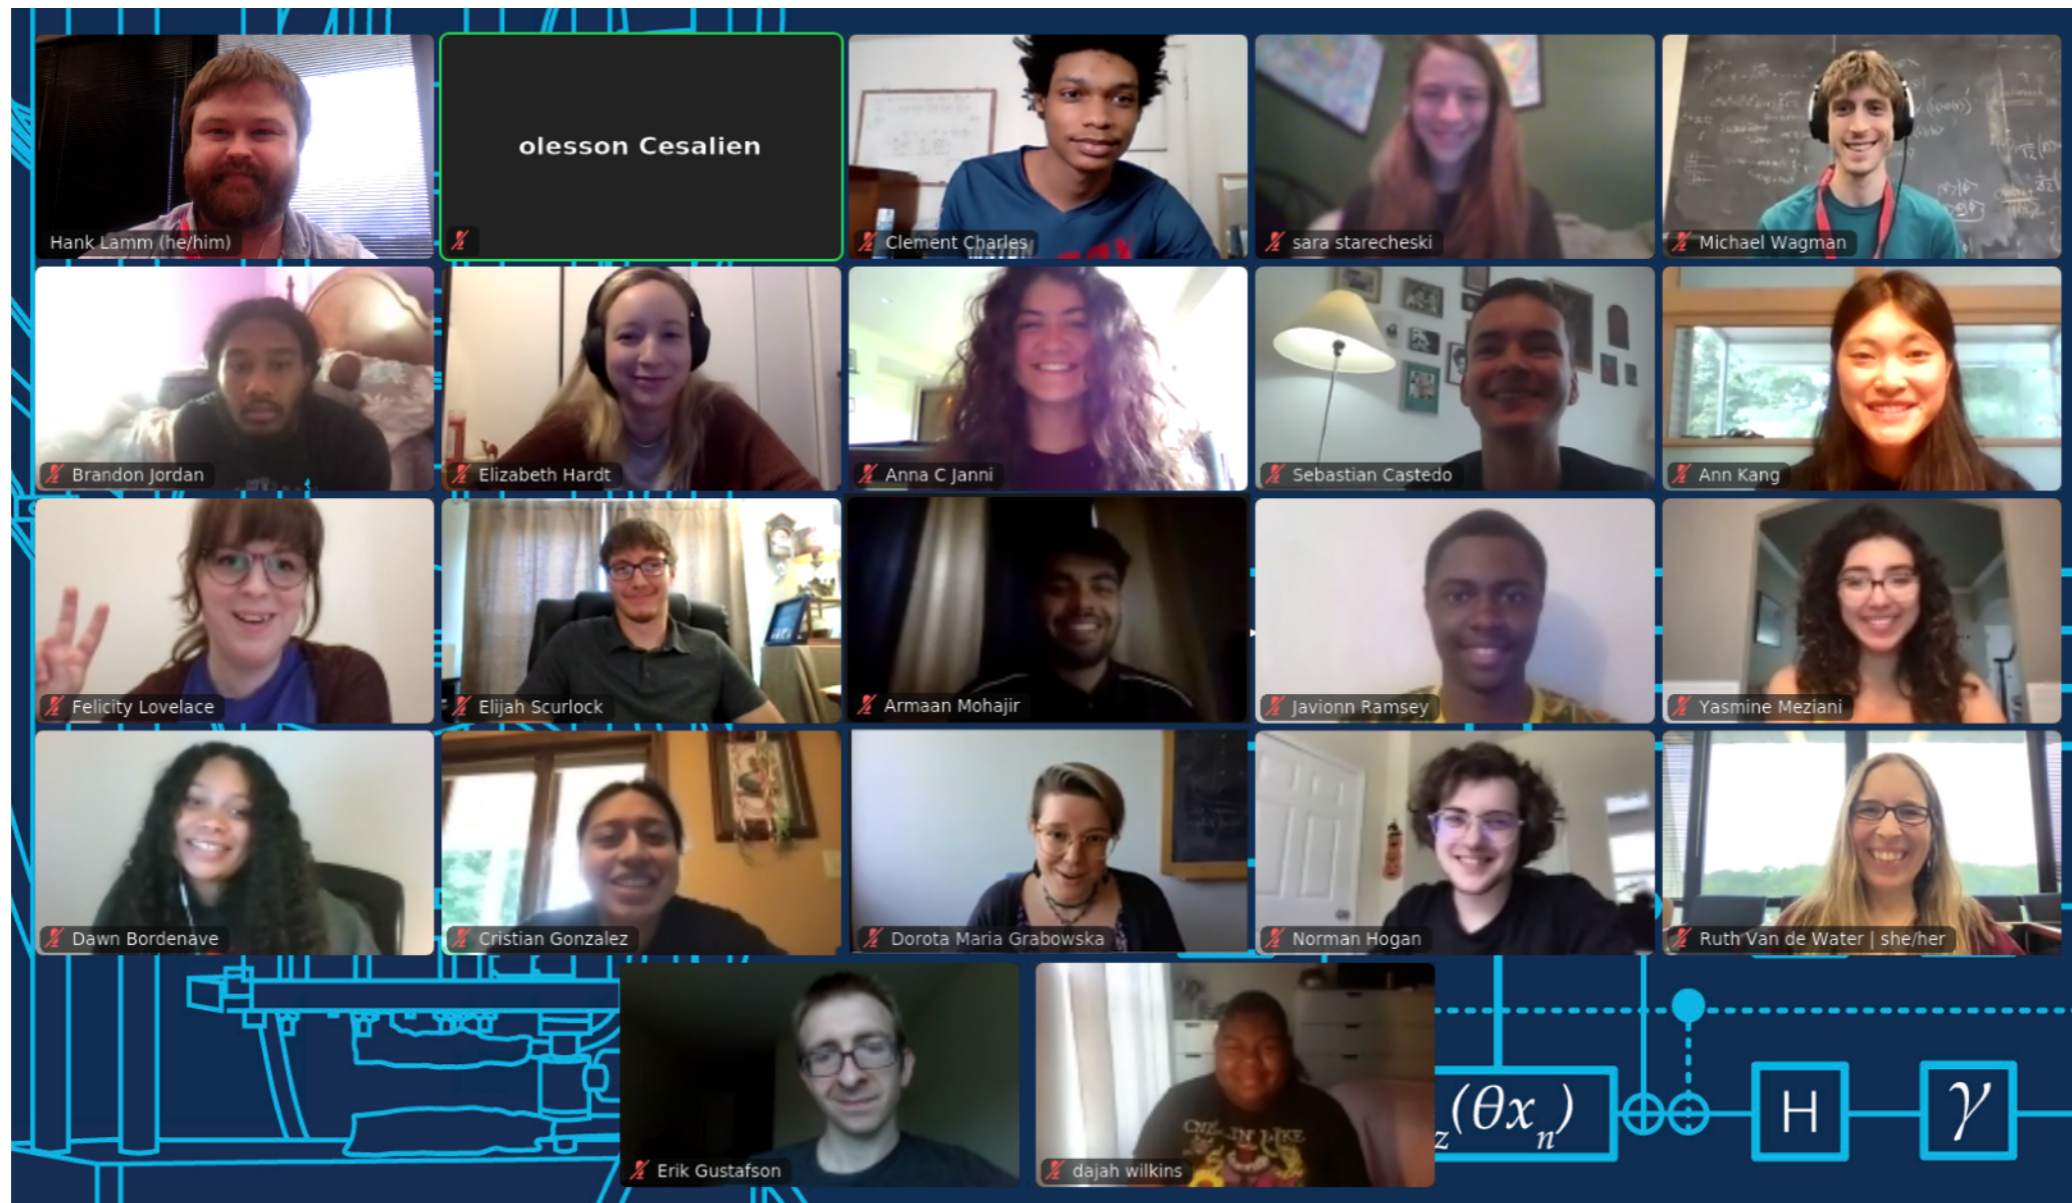 Hank Lamm (he/him)
olesson Cesalien
Clement Charles
sara starecheski
Michael Wagman
Brandon Jordan
Elizabeth Hardt
Anna C Janni
Sebastian Castedo
Ann Kang
Felicity Lovelace
Elijah Scurlock
Armaan Mohajir
Javionn Ramsey
Yasmine Meziani
Dawn Bordenave
Cristian Gonzalez
Dorota Maria Grabowska
Norman Hogan
Ruth Van de Water | she/her
Erik Gustafson
dajah wilkins
z(θxn)
H
γ